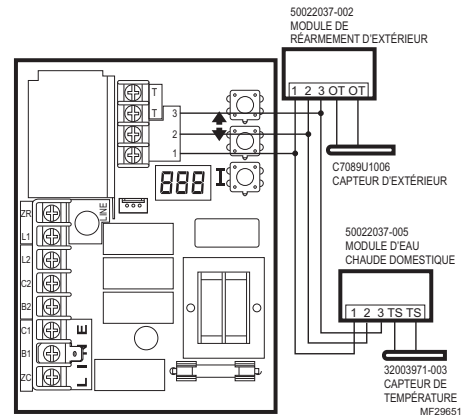 50022037-002
MODULE DE
RÉARMEMENT D'EXTÉRIEUR
1 2 3 OT OT
C7089U1006
CAPTEUR D'EXTÉRIEUR
50022037-005
MODULE D'EAU
CHAUDE DOMESTIQUE
1 2 3 TS TS
32003971-003
CAPTEUR DE
TEMPÉRATURE
MF29651
T
T
3
2
1
888
LINE
ZR
L1
L2
C2
B2
C1
B1
ZC
LINE